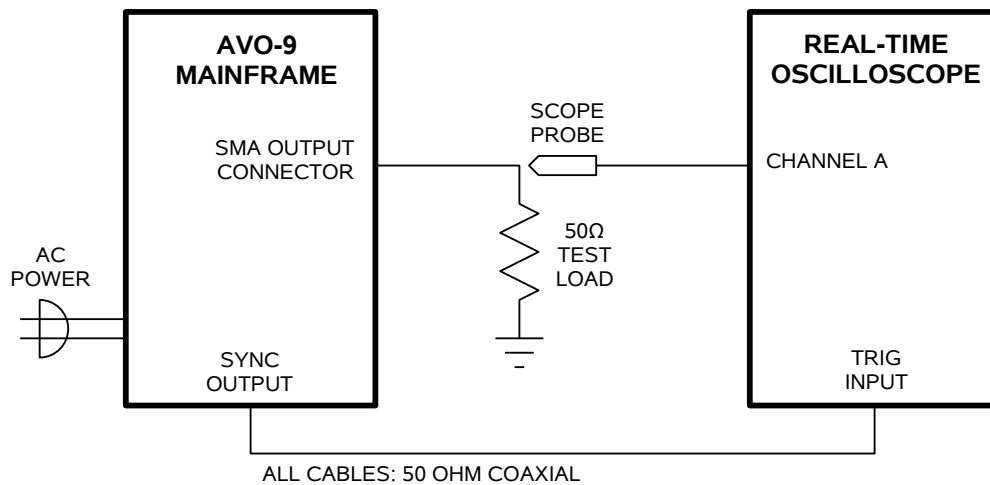 AVO-9
MAINFRAME
SMA OUTPUT
CONNECTOR
SYNC
OUTPUT
AC
POWER
SCOPE
PROBE
50Ω
TEST
LOAD
REAL-TIME
OSCILLOSCOPE
CHANNEL A
TRIG
INPUT
ALL CABLES: 50 OHM COAXIAL